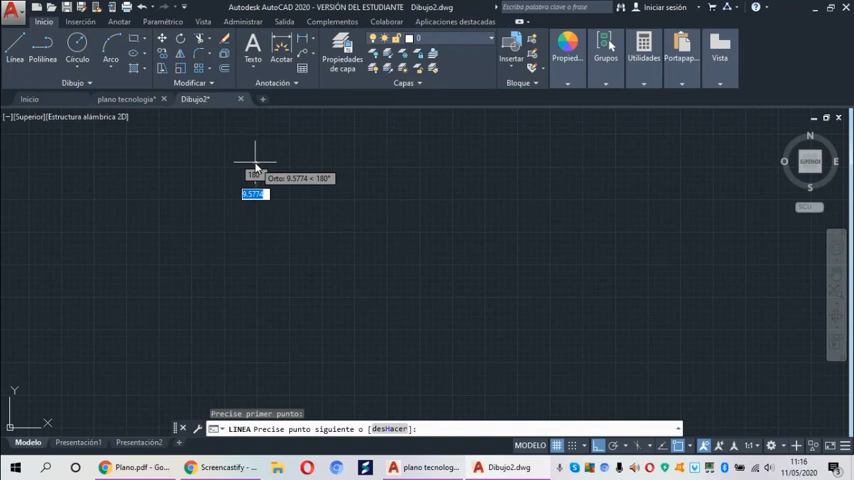 Autodesk AutoCAD 2020 - VERSIÓN DEL ESTUDIANTE Dibujo2.dwg
Escriba palabra clave o frase
Iniciar sesión
Inicio Inserción Anotar Paramétrico Vista Administrar Salida Complementos Colaborar Aplicaciones destacadas
0
Línea Polilínea Círculo Arco
Texto Acotar
Propiedades de capa
Insertar
Propied... Grupos Utilidades Portapap... Vista
Dibujo Modificar Anotación Capas Bloque
Inicio plano tecnologia* Dibujo2*
[−][Superior][Estructura alámbrica 2D]
N
O SUPERIOR E
S
SCU
180°
Orto: 9.5774 < 180°
9.5774
Y
X
Precise primer punto:
LINEA Precise punto siguiente o [desHacer]:
Modelo Presentación1 Presentación2 +
MODELO
1:1
Plano.pdf - Go...
Screencastify - ...
plano tecnolog...
Dibujo2.dwg
11:16
11/05/2020
3